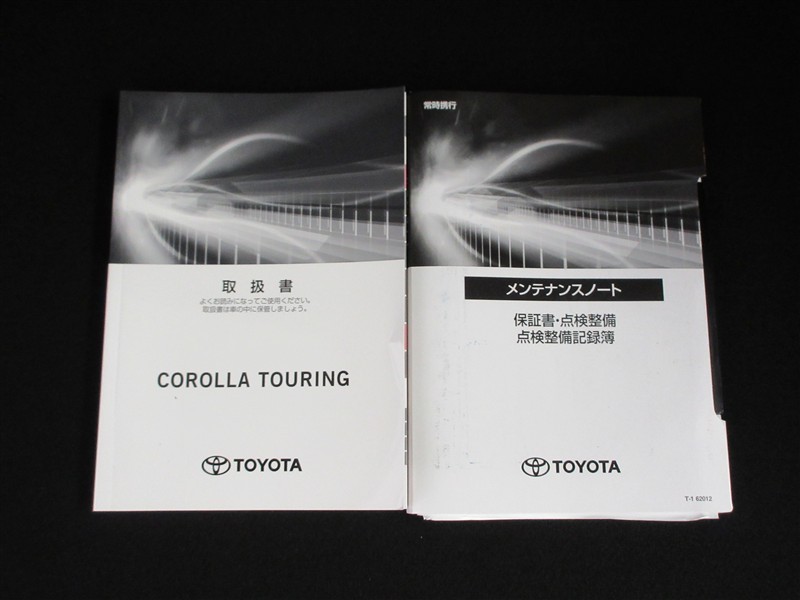 取扱書
よくお読みになってご使用ください。
取扱書は車の中に保管しましょう。
COROLLA TOURING
TOYOTA
常時携行
メンテナンスノート
保証書・点検整備
点検整備記録簿
TOYOTA
T-1 62012